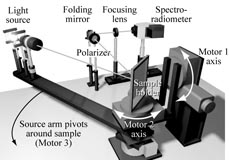 Light
source
Folding
mirror
Focusing
lens
Spectro-
radiometer
Polarizer
Motor 1
axis
Sample
holder
Motor 2
axis
Source arm pivots
around sample
(Motor 3)